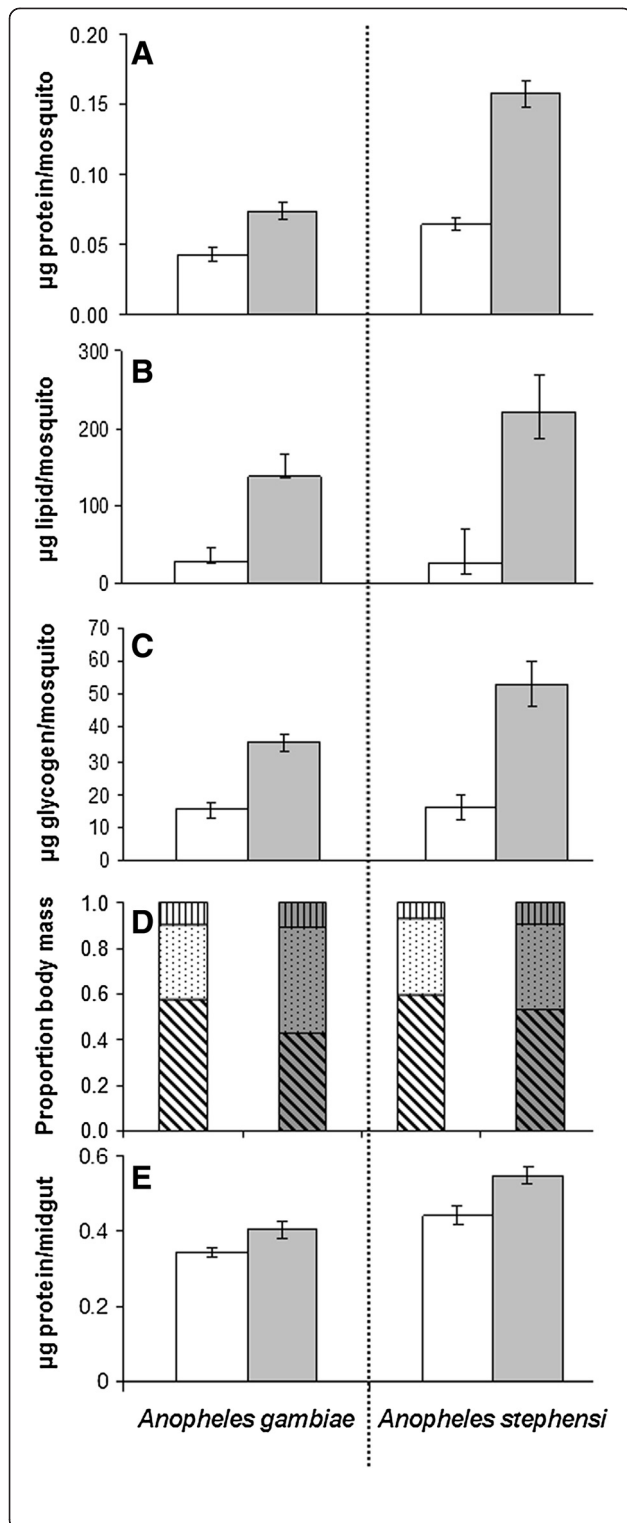 A
µg protein/mosquito
0.20
0.15
0.10
0.05
0.00
B
µg lipid/mosquito
300
200
100
0
C
µg glycogen/mosquito
70
60
50
40
30
20
10
0
D
Proportion body mass
1.0
0.8
0.6
0.4
0.2
0.0
E
µg protein/midgut
0.6
0.4
0.2
0
Anopheles gambiae
Anopheles stephensi